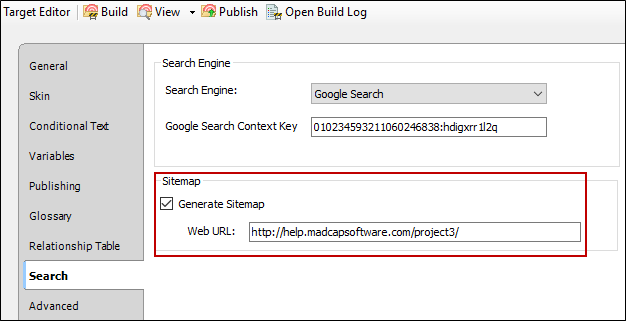 Target Editor Build View Publish Open Build Log
General
Skin
Conditional Text
Variables
Publishing
Glossary
Relationship Table
Search
Advanced
Search Engine
Search Engine: Google Search
Google Search Context Key 010234593211060246838:hdigxrr1l2q
Sitemap
Generate Sitemap
Web URL: http://help.madcapsoftware.com/project3/